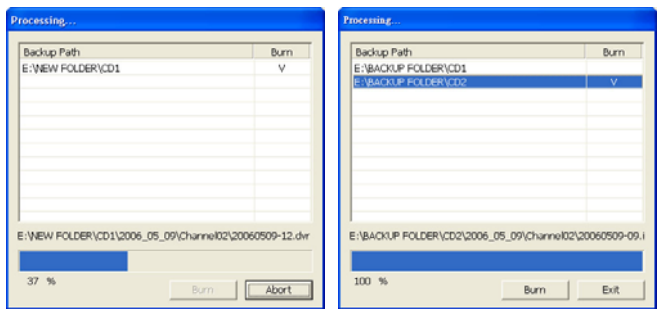 Processing...
Backup Path Burn
E:\NEW FOLDER\CD1 V
E:\NEW FOLDER\CD1\2006_05_09\Channel02\20060509-12.dvr
37 %
Burn Abort
Processing...
Backup Path Burn
E:\BACKUP FOLDER\CD1
E:\BACKUP FOLDER\CD2 V
E:\BACKUP FOLDER\CD2\2006_05_09\Channel02\20060509-09.i
100 %
Burn Exit